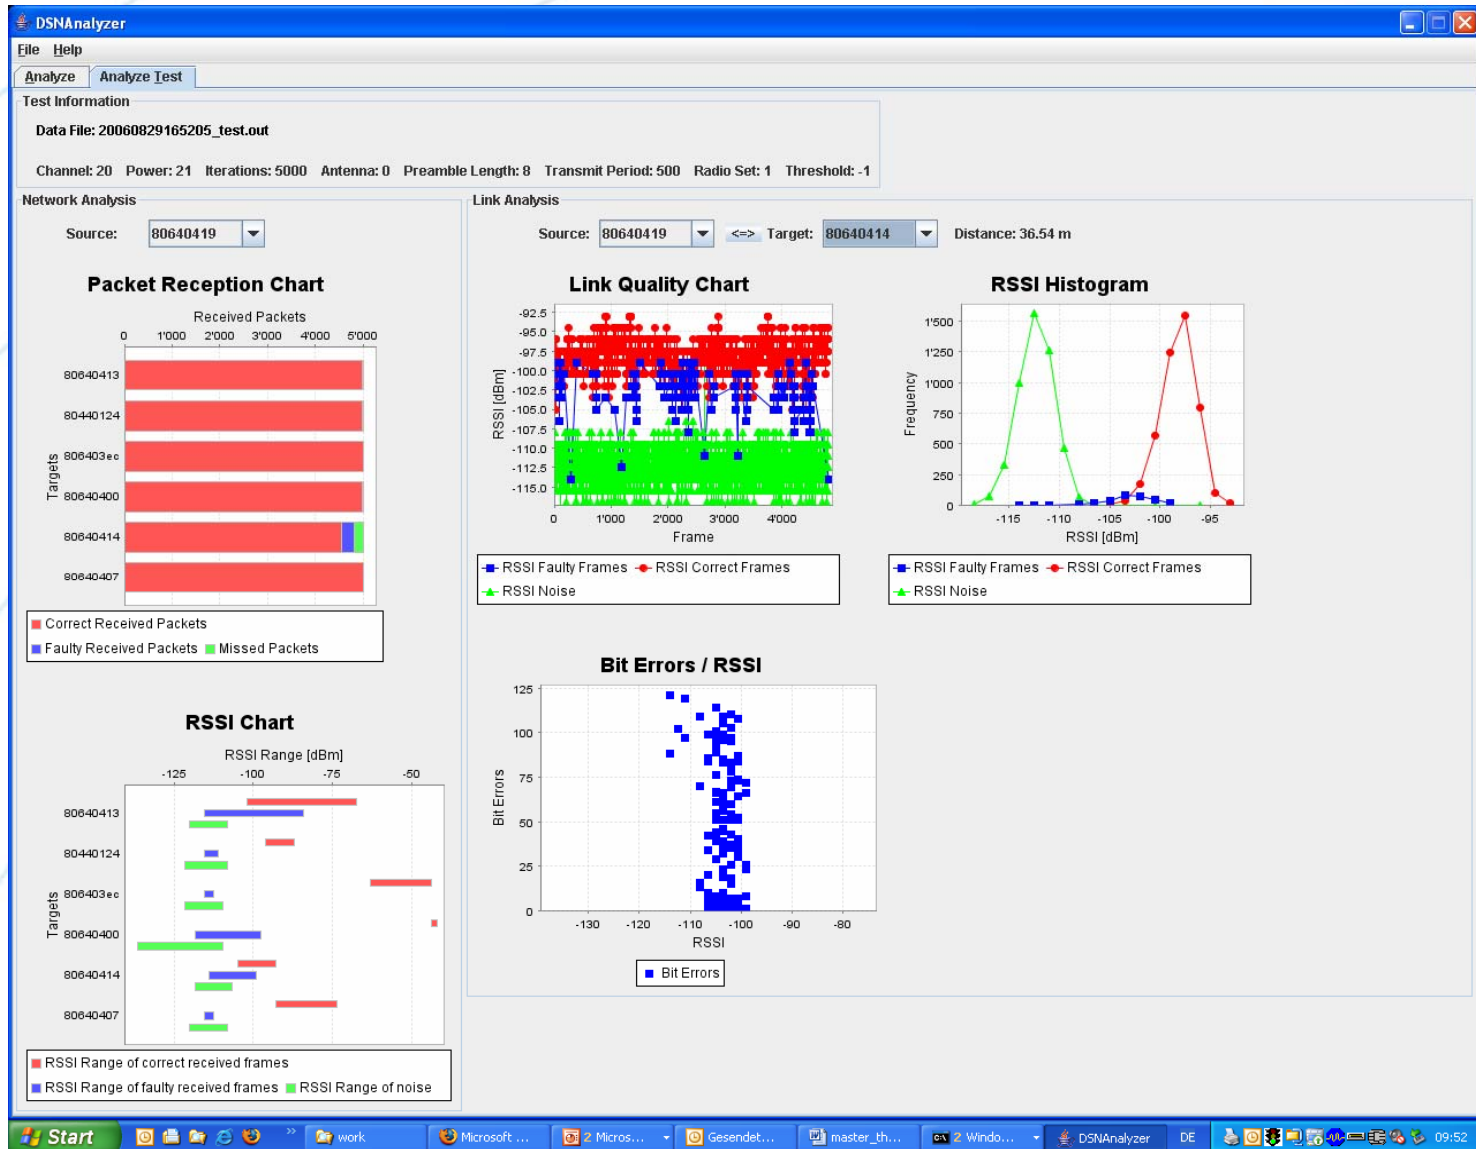 DSNAnalyzer
File Help
Analyze Analyze Test
Test Information
Data File: 20060829165205_test.out
Channel: 20 Power: 21 Iterations: 5000 Antenna: 0 Preamble Length: 8 Transmit Period: 500 Radio Set: 1 Threshold: -1
Network Analysis
Source: 80640419
Packet Reception Chart
Received Packets
0 1'000 2'000 3'000 4'000 5'000
Targets
80640413
80440124
806403ec
80640400
80640414
80640407
Correct Received Packets
Faulty Received Packets Missed Packets
RSSI Chart
RSSI Range [dBm]
-125 -100 -75 -50
Targets
80640413
80440124
806403ec
80640400
80640414
80640407
RSSI Range of correct received frames
RSSI Range of faulty received frames RSSI Range of noise
Link Analysis
Source: 80640419 <=> Target: 80640414 Distance: 36.54 m
Link Quality Chart
RSSI [dBm]
-92.5
-95.0
-97.5
-100.0
-102.5
-105.0
-107.5
-110.0
-112.5
-115.0
0 1'000 2'000 3'000 4'000
Frame
RSSI Faulty Frames RSSI Correct Frames
RSSI Noise
RSSI Histogram
Frequency
1'500
1'250
1'000
750
500
250
0
-115 -110 -105 -100 -95
RSSI [dBm]
RSSI Faulty Frames RSSI Correct Frames
RSSI Noise
Bit Errors / RSSI
Bit Errors
125
100
75
50
25
0
-130 -120 -110 -100 -90 -80
RSSI
Bit Errors
Start » work Microsoft ... 2 Micros... Gesendet... master_th... 2 Windo... DSNAnalyzer DE 09:52